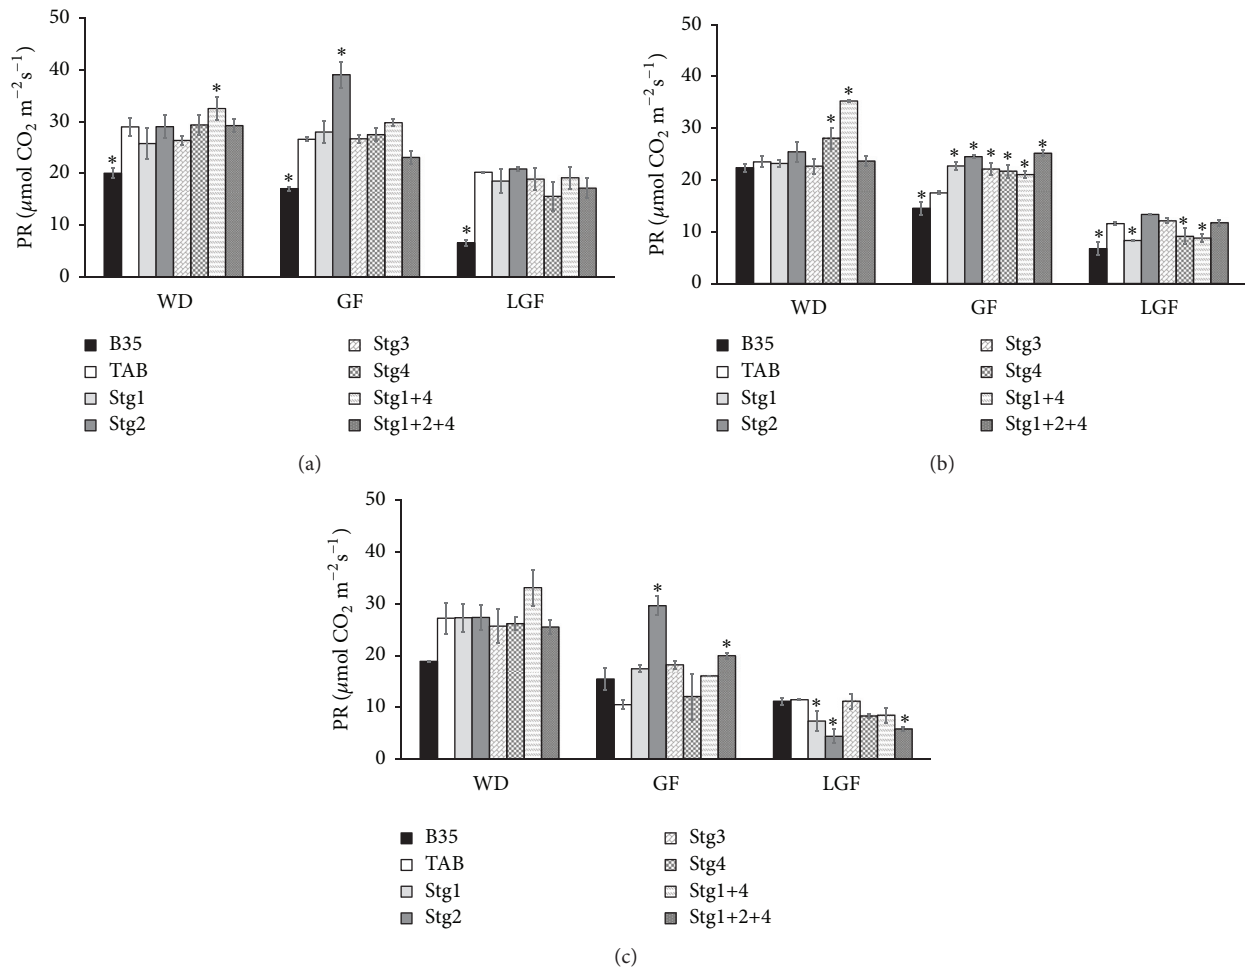 50
40
30
20
10
0
PR (μmol CO₂ m⁻²s⁻¹)
*
*
*
*
*
WD
GF
LGF
B35
TAB
Stg1
Stg2
Stg3
Stg4
Stg1+4
Stg1+2+4
(a)
50
40
30
20
10
0
PR (μmol CO₂ m⁻²s⁻¹)
*
*
*
*
*
*
*
*
*
*
*
*
*
WD
GF
LGF
B35
TAB
Stg1
Stg2
Stg3
Stg4
Stg1+4
Stg1+2+4
(b)
50
40
30
20
10
0
PR (μmol CO₂ m⁻²s⁻¹)
*
*
*
*
*
WD
GF
LGF
B35
TAB
Stg1
Stg2
Stg3
Stg4
Stg1+4
Stg1+2+4
(c)